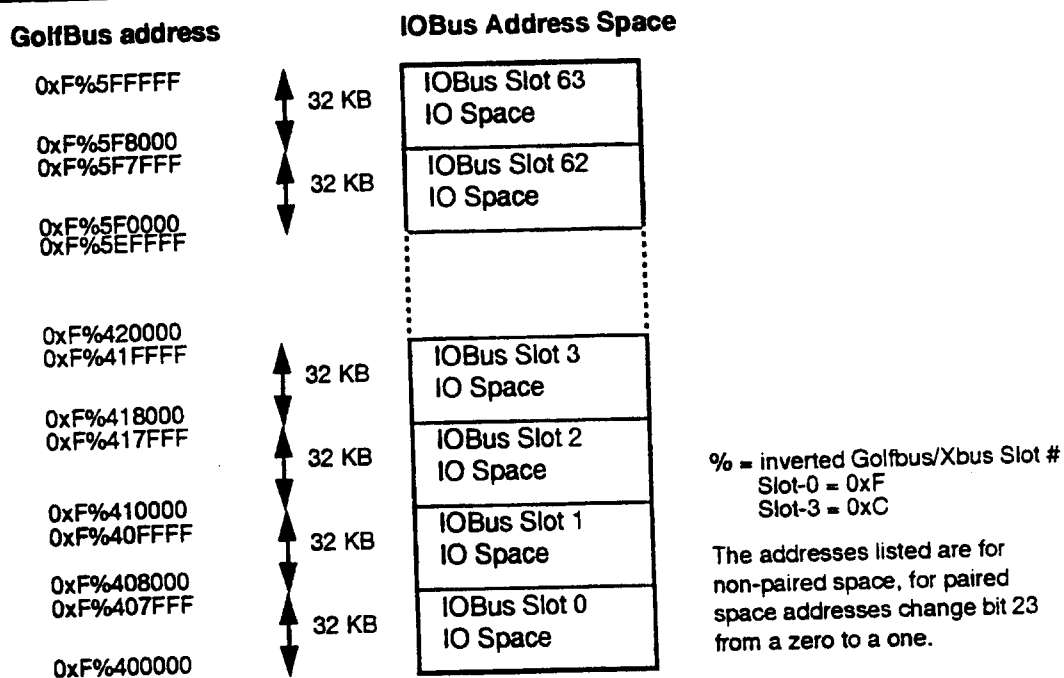 GolfBus address
IOBus Address Space
0xF%5FFFFF
32 KB
IOBus Slot 63
IO Space
0xF%5F8000
0xF%5F7FFF
32 KB
IOBus Slot 62
IO Space
0xF%5F0000
0xF%5EFFFF
0xF%420000
0xF%41FFFF
32 KB
IOBus Slot 3
IO Space
0xF%418000
0xF%417FFF
32 KB
IOBus Slot 2
IO Space
0xF%410000
0xF%40FFFF
32 KB
IOBus Slot 1
IO Space
0xF%408000
0xF%407FFF
32 KB
IOBus Slot 0
IO Space
0xF%400000
% = inverted Golfbus/Xbus Slot #
Slot-0 = 0xF
Slot-3 = 0xC
The addresses listed are for
non-paired space, for paired
space addresses change bit 23
from a zero to a one.